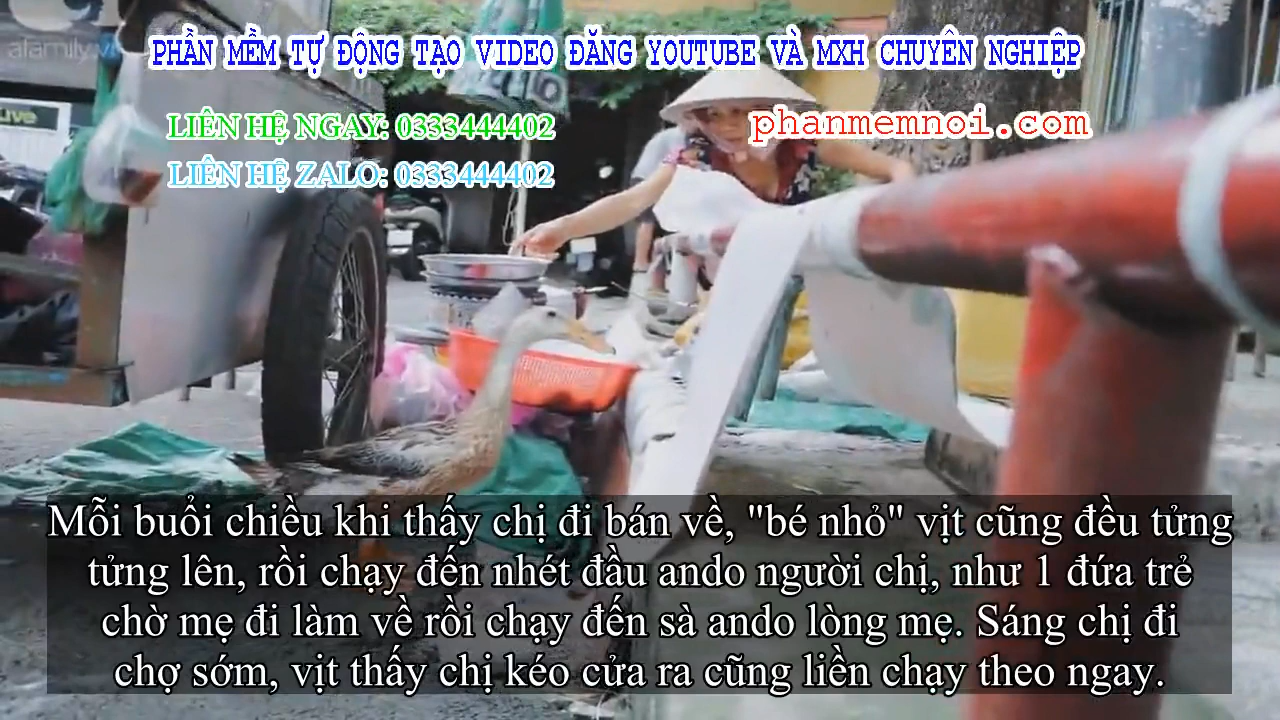 afamily.vn
PHẦN MỀM TỰ ĐỘNG TẠO VIDEO ĐĂNG YOUTUBE VÀ MXH CHUYÊN NGHIỆP
LIÊN HỆ NGAY: 0333444402
phanmemnoi.com
LIÊN HỆ ZALO: 0333444402
Mỗi buổi chiều khi thấy chị đi bán về, "bé nhỏ" vịt cũng đều tửng
tửng lên, rồi chạy đến nhét đầu ando người chị, như 1 đứa trẻ
chờ mẹ đi làm về rồi chạy đến sà ando lòng mẹ. Sáng chị đi
chợ sớm, vịt thấy chị kéo cửa ra cũng liền chạy theo ngay.